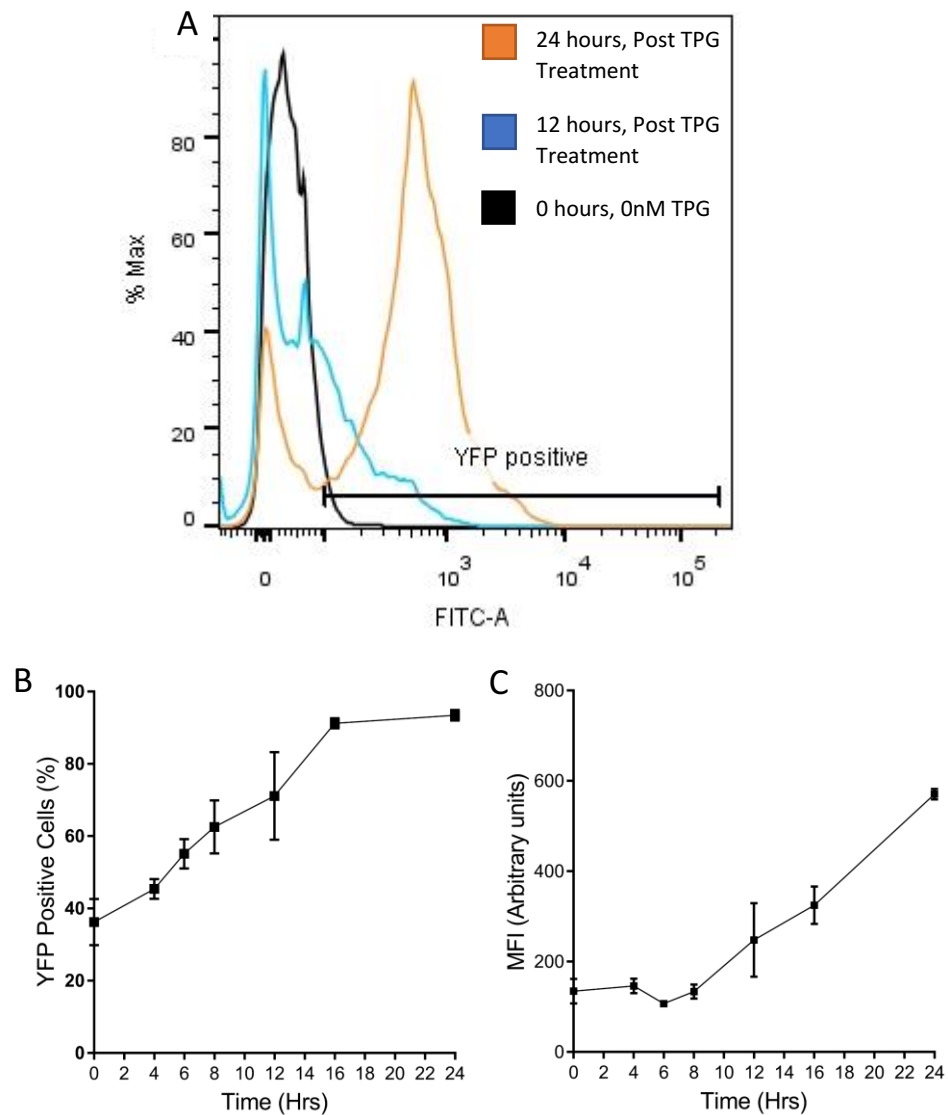 A
24 hours, Post TPG
Treatment
12 hours, Post TPG
Treatment
0 hours, 0nM TPG
80
60
40
20
0
% Max
YFP positive
0
10^3
10^4
10^5
FITC-A
B
100
80
60
40
20
0
YFP Positive Cells (%)
0 2 4 6 8 10 12 14 16 18 20 22 24
Time (Hrs)
C
800
600
400
200
0
MFI (Arbitrary units)
0 2 4 6 8 10 12 14 16 18 20 22 24
Time (Hrs)